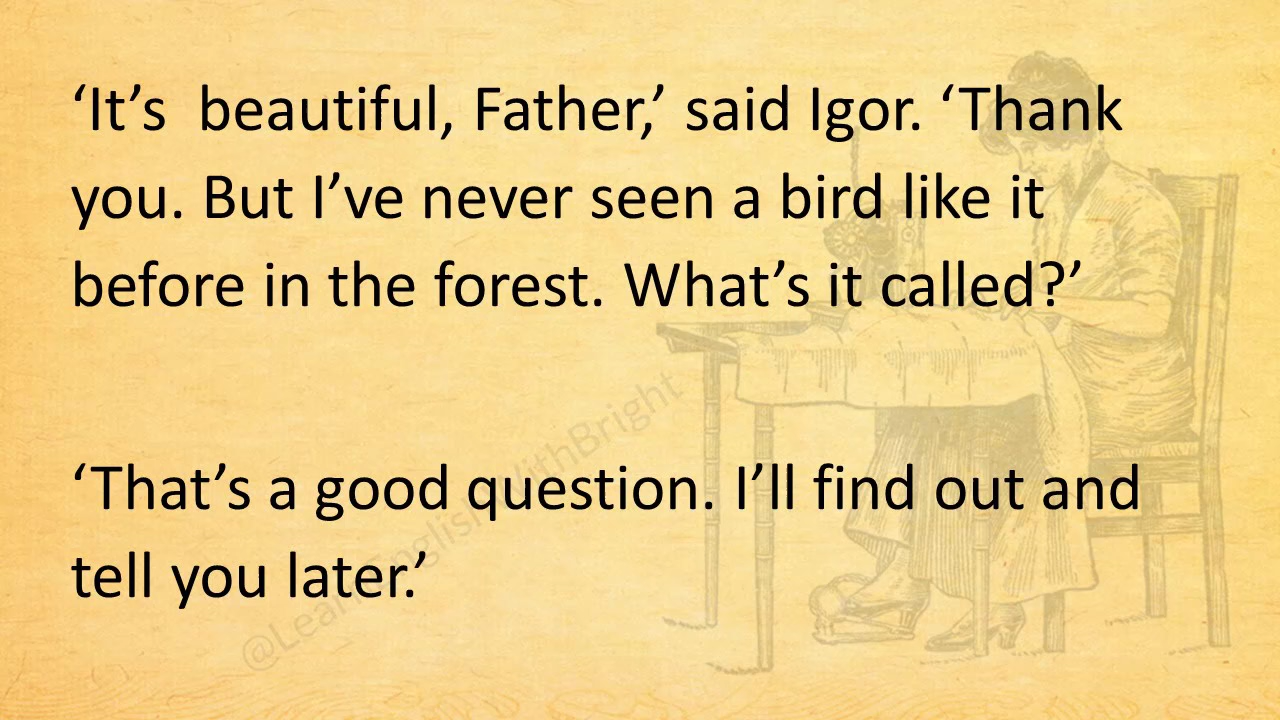 ‘It’s  beautiful, Father,’ said Igor. ‘Thank
you. But I’ve never seen a bird like it
before in the forest. What’s it called?’
‘That’s a good question. I’ll find out and
tell you later.’
@LearnEnglishWithBright